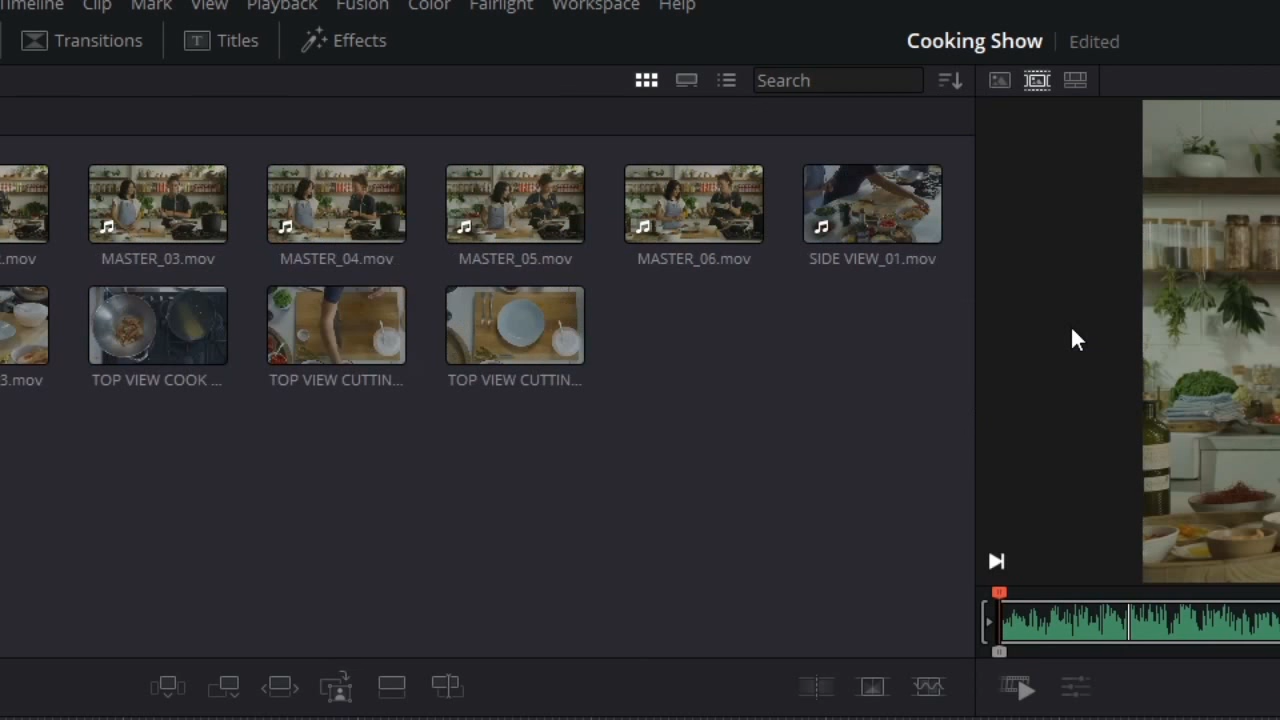 Timeline Clip Mark View Playback Fusion Color Fairlight Workspace Help
Transitions Titles Effects Cooking Show Edited
Search
.mov MASTER_03.mov MASTER_04.mov MASTER_05.mov MASTER_06.mov SIDE VIEW_01.mov
3.mov TOP VIEW COOK ... TOP VIEW CUTTIN... TOP VIEW CUTTIN...